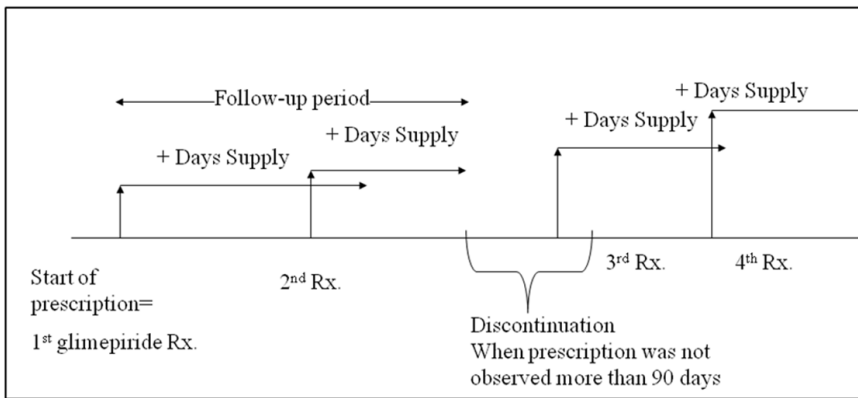 + Days Supply
Follow-up period
+ Days Supply
+ Days Supply
+ Days Supply
Start of
prescription=
1st glimepiride Rx.
2nd Rx.
3rd Rx.
4th Rx.
Discontinuation
When prescription was not
observed more than 90 days